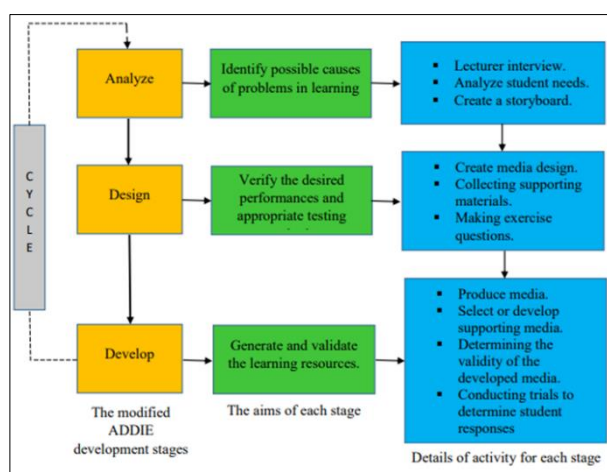 Analyze
Identify possible causes
of problems in learning
▪ Lecturer interview.
▪ Analyze student needs.
▪ Create a storyboard.
C
Y
C
L
E
Design
Verify the desired
performances and
appropriate testing
▪ Create media design.
▪ Collecting supporting
materials.
▪ Making exercise
questions.
Develop
Generate and validate
the learning resources.
▪ Produce media.
▪ Select or develop
supporting media.
▪ Determining the
validity of the
developed media.
▪ Conducting trials to
determine student
responses
The modified
ADDIE
development stages
The aims of each stage
Details of activity for each stage